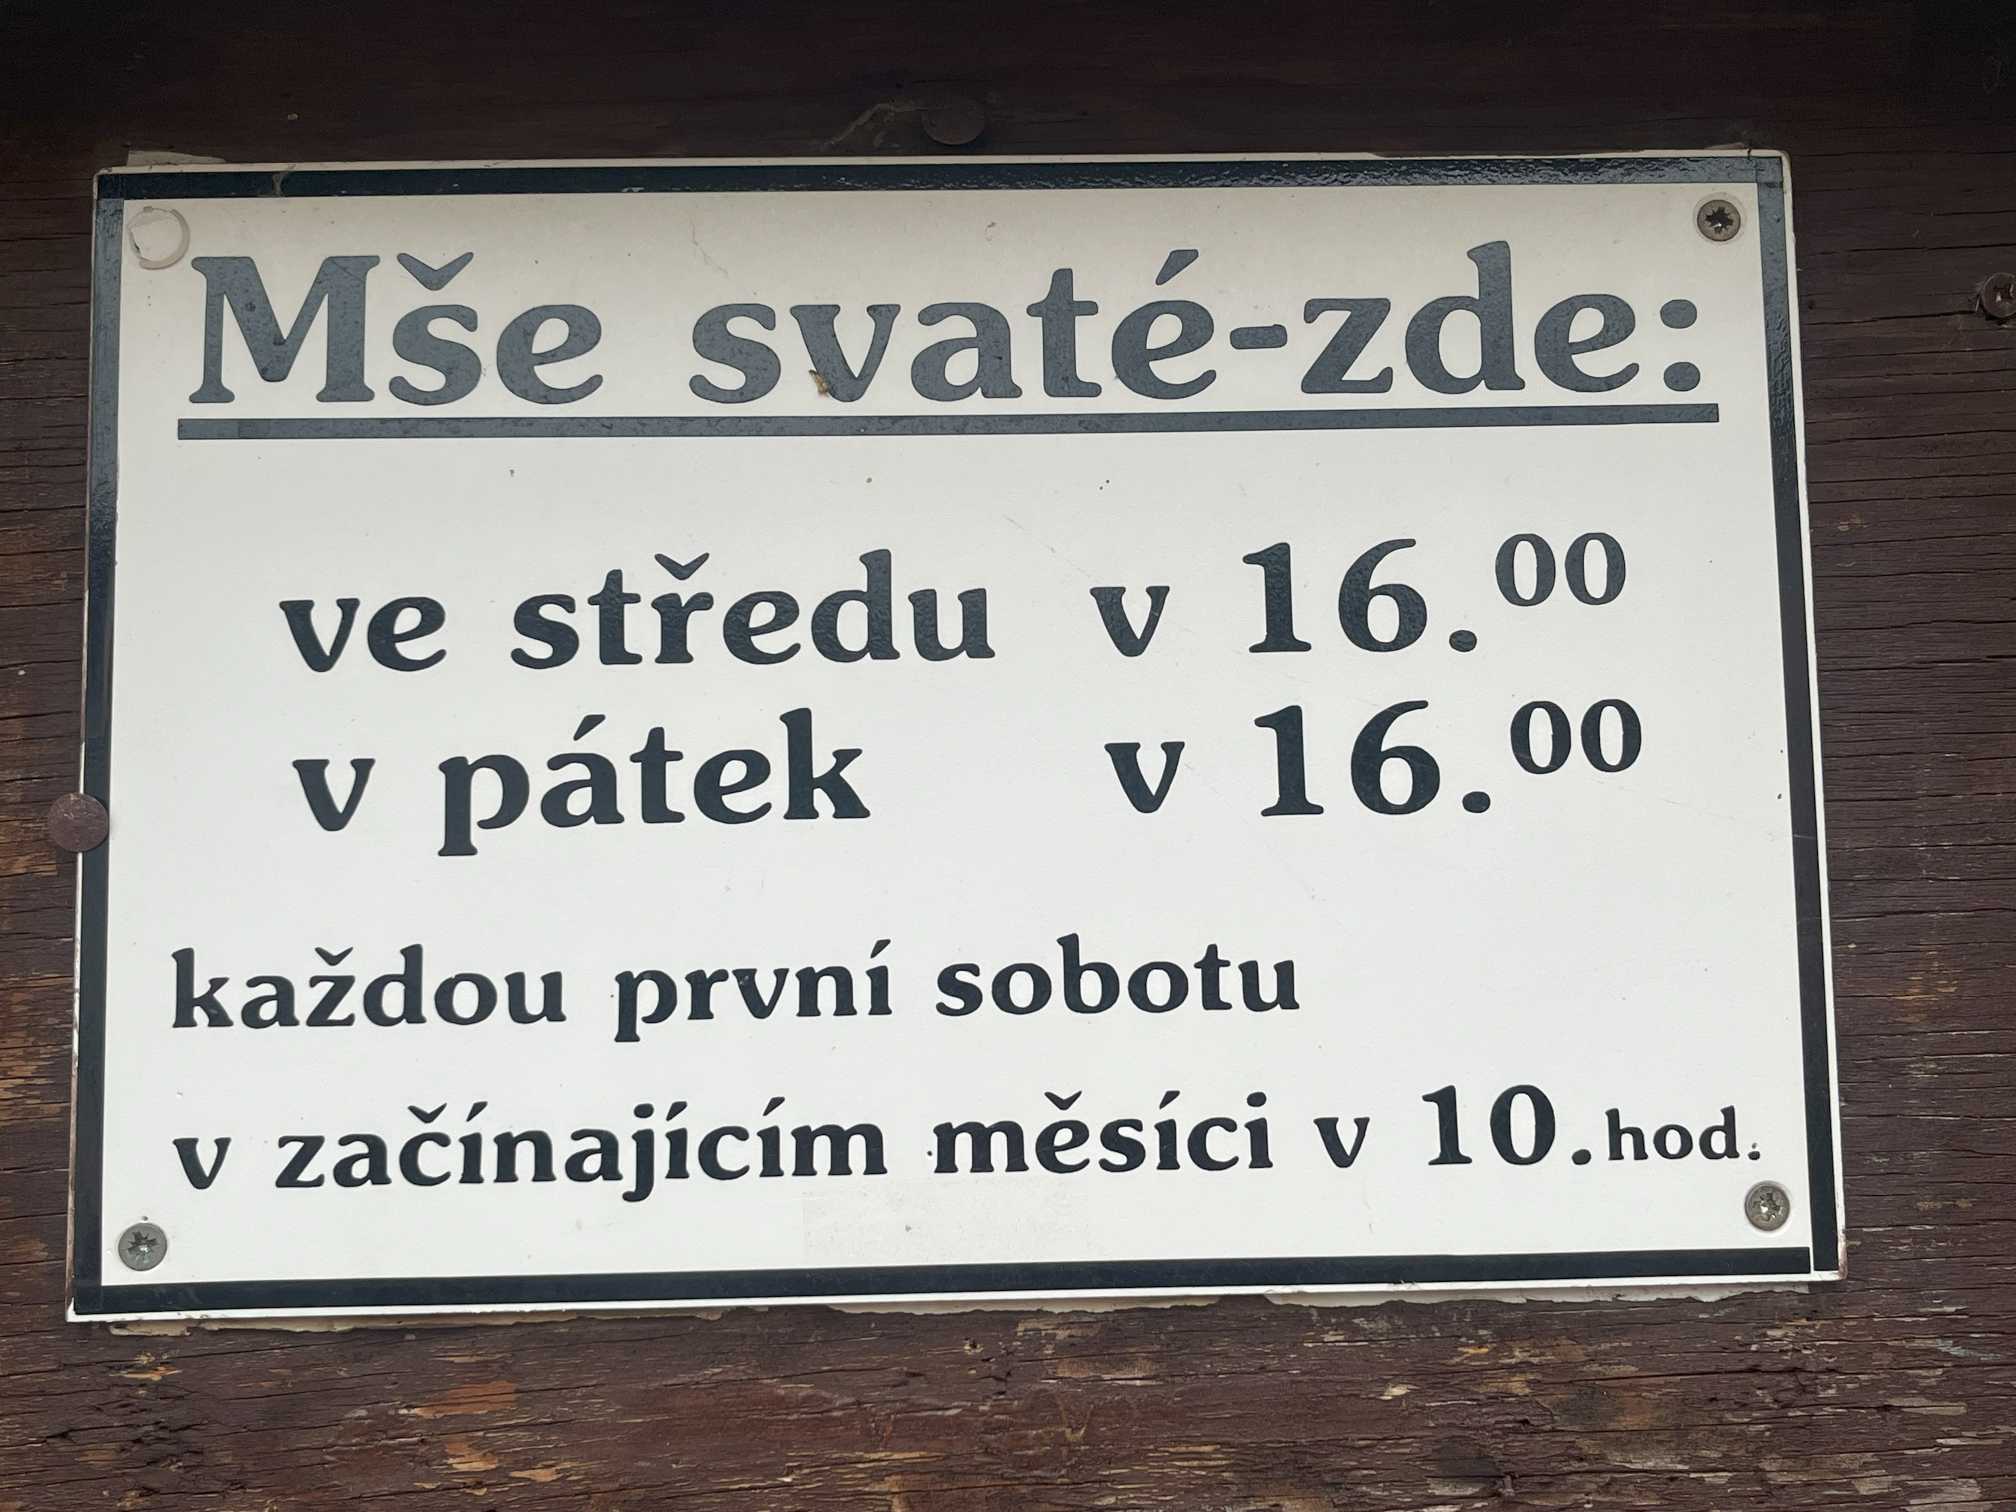 Mše svaté-zde:
ve středu v 16.00
v pátek v 16.00
každou první sobotu
v začínajícím měsíci v 10.hod.